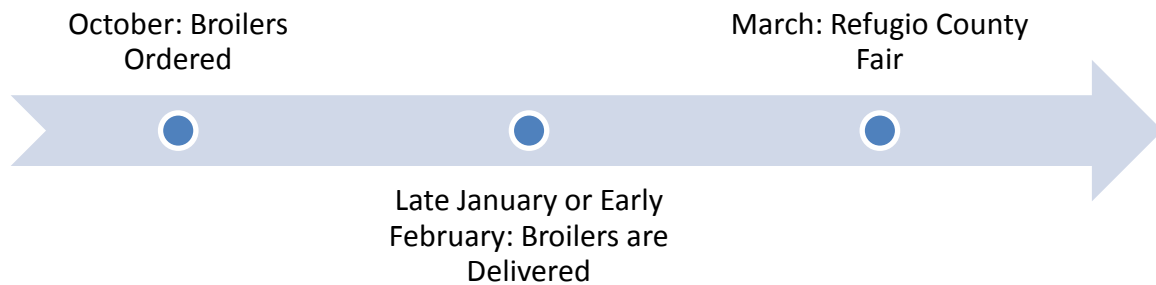 October: Broilers
Ordered
Late January or Early
February: Broilers are
Delivered
March: Refugio County
Fair